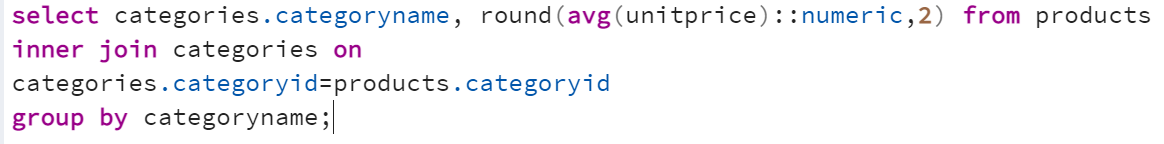 select categories.categoryname, round(avg(unitprice)::numeric,2) from products
inner join categories on
categories.categoryid=products.categoryid
group by categoryname;